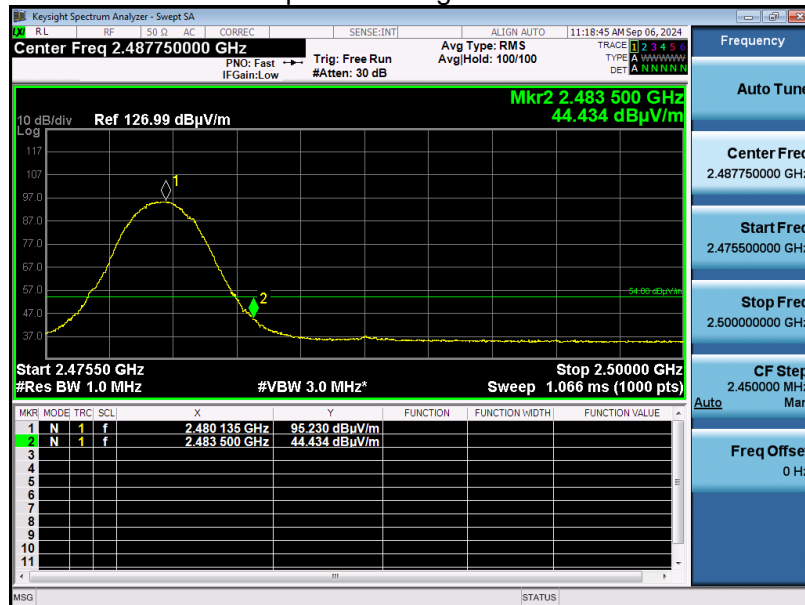 Keysight Spectrum Analyzer - Swept SA
LXI RL RF 50 Ω AC CORREC SENSE:INT ALIGN AUTO 11:18:45 AM Sep 06, 2024
Center Freq 2.487750000 GHz
PNO: Fast
IFGain:Low
Trig: Free Run
#Atten: 30 dB
Avg Type: RMS
Avg|Hold: 100/100
TRACE 1 2 3 4 5 6
TYPE A WWWWW
DET A N N N N N
Mkr2 2.483 500 GHz
44.434 dBµV/m
10 dB/div Ref 126.99 dBµV/m
Log
117
107
97.0
87.0
77.0
67.0
57.0
47.0
37.0
1
2
54.00 dBµV/m
Start 2.47550 GHz Stop 2.50000 GHz
#Res BW 1.0 MHz #VBW 3.0 MHz* Sweep 1.066 ms (1000 pts)
MKR MODE TRC SCL X Y FUNCTION FUNCTION WIDTH FUNCTION VALUE
1 N 1 f 2.480 135 GHz 95.230 dBµV/m
2 N 1 f 2.483 500 GHz 44.434 dBµV/m
3
4
5
6
7
8
9
10
11
MSG STATUS
Frequency
Auto Tune
Center Freq
2.487750000 GHz
Start Freq
2.475500000 GHz
Stop Freq
2.500000000 GHz
CF Step
2.450000 MHz
Auto Man
Freq Offset
0 Hz